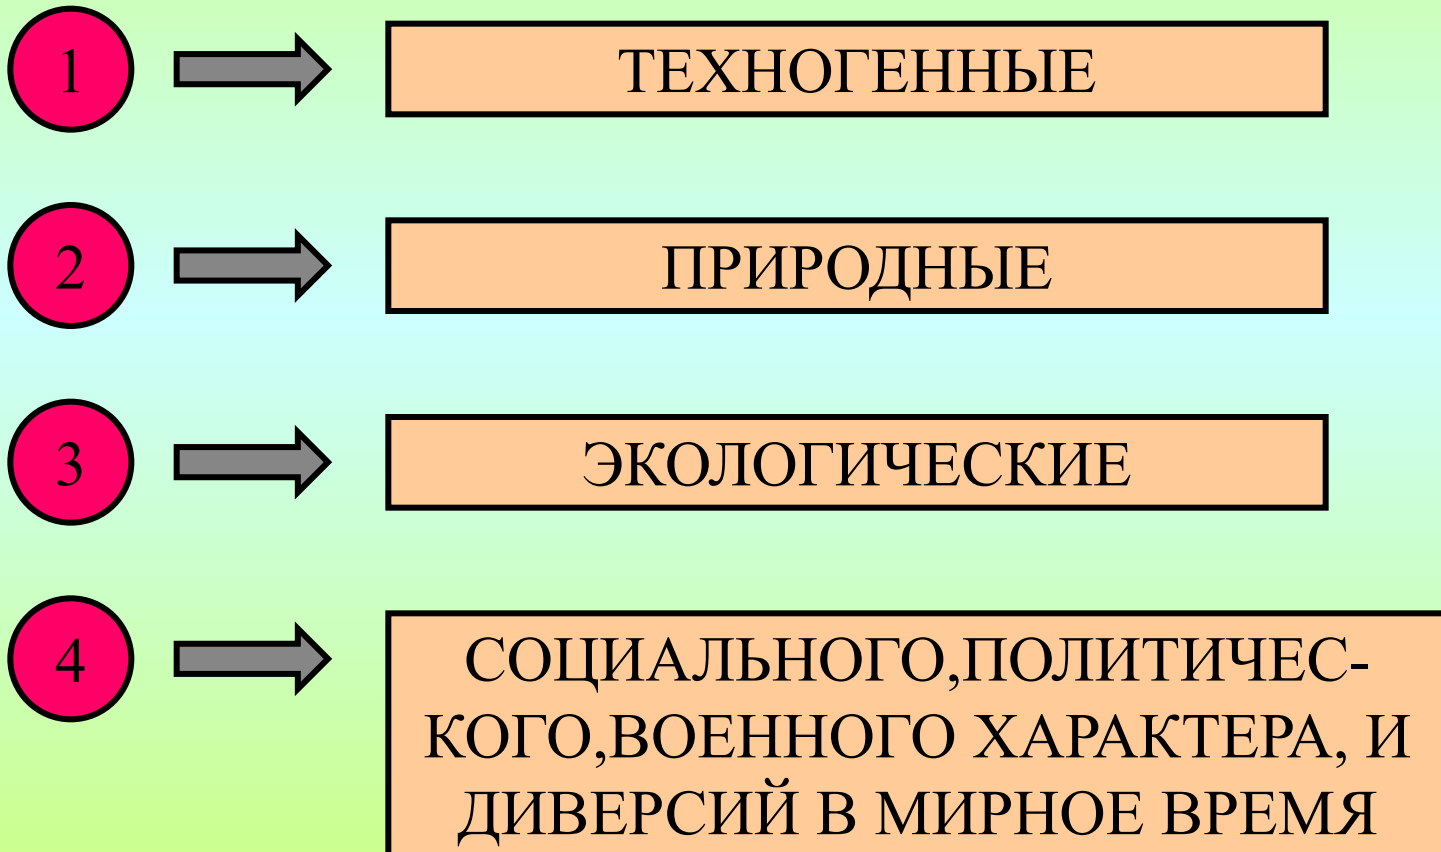 1
ТЕХНОГЕННЫЕ
2
ПРИРОДНЫЕ
3
ЭКОЛОГИЧЕСКИЕ
4
СОЦИАЛЬНОГО,ПОЛИТИЧЕС-
КОГО,ВОЕННОГО ХАРАКТЕРА, И
ДИВЕРСИЙ В МИРНОЕ ВРЕМЯ